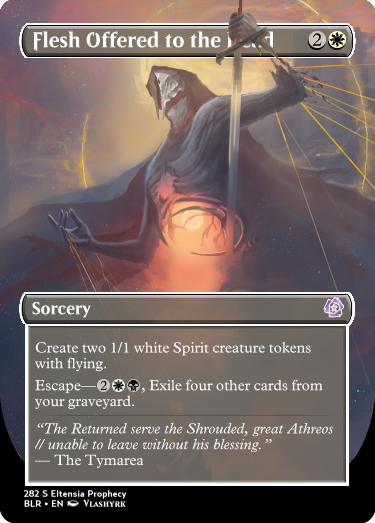 Flesh Offered to the Dead 2
Sorcery
Create two 1/1 white Spirit creature tokens
with flying.
Escape—2, Exile four other cards from
your graveyard.
“The Returned serve the Shrouded, great Athreos
// unable to leave without his blessing.”
— The Tymarea
282 S Eltensia Prophecy
BLR • EN Vlashyrk